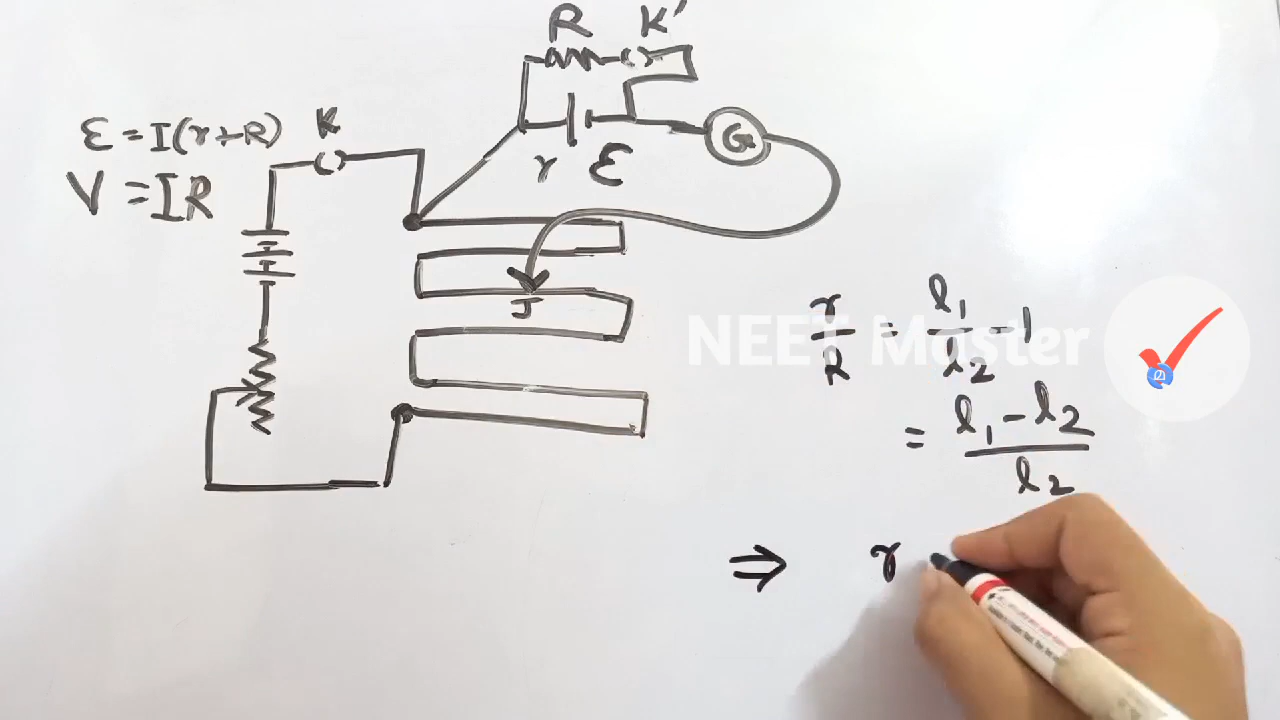 R K'
ε = I(r+R)
K
V = IR
r ε
G
J
NEET Master
r/R = l₁/l₂ - 1
= l₁ - l₂ / l₂
⇒ r